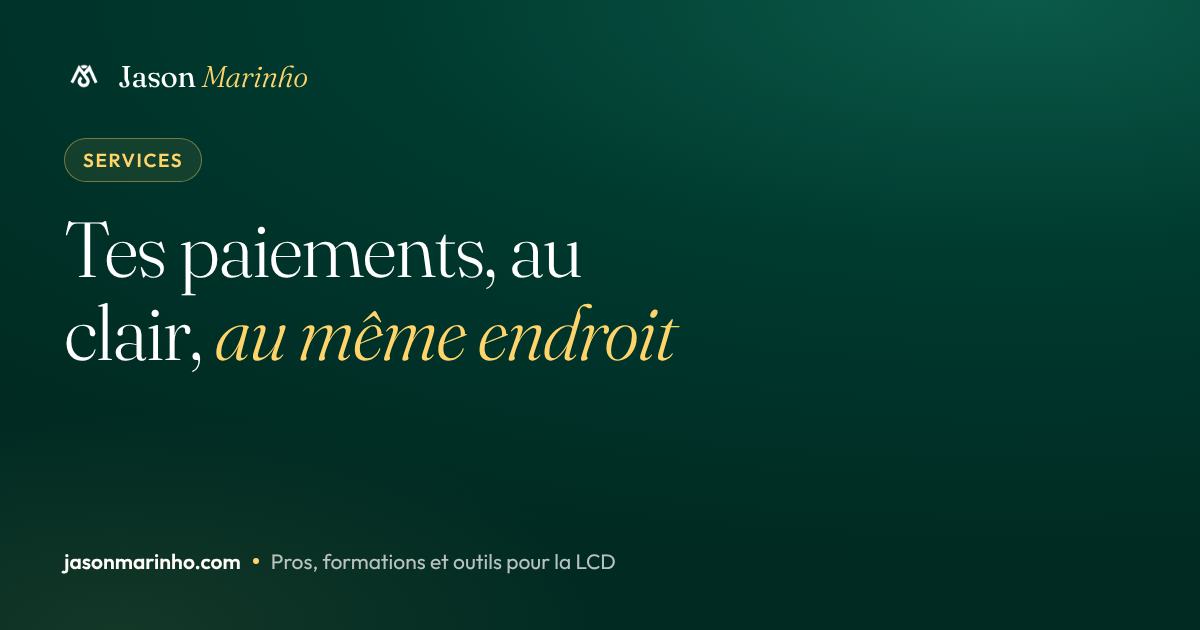 Jason Marinho
SERVICES
Tes paiements, au
clair, au même endroit
jasonmarinho.com • Pros, formations et outils pour la LCD